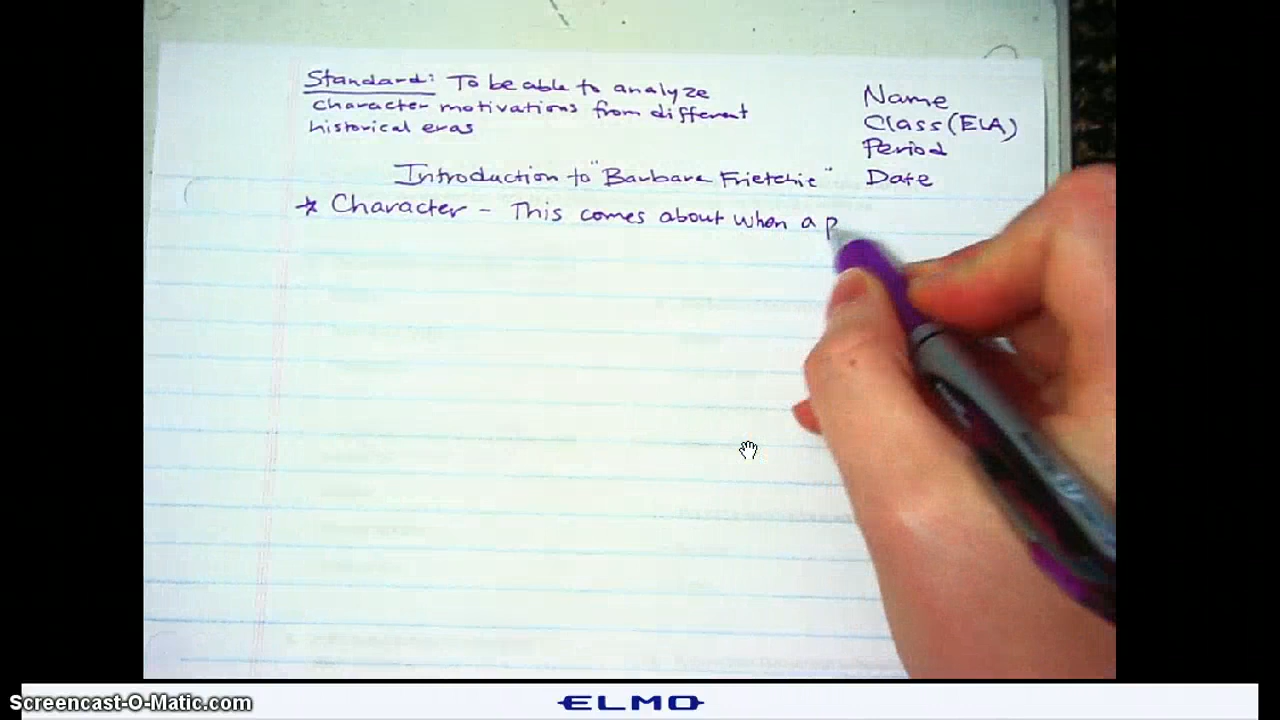 Standard: To be able to analyze
character motivations from different
historical eras
Name
Class (ELA)
Period
Date
Introduction to "Barbara Frietchie"
* Character - This comes about when a p
Screencast-O-Matic.com
ELMO